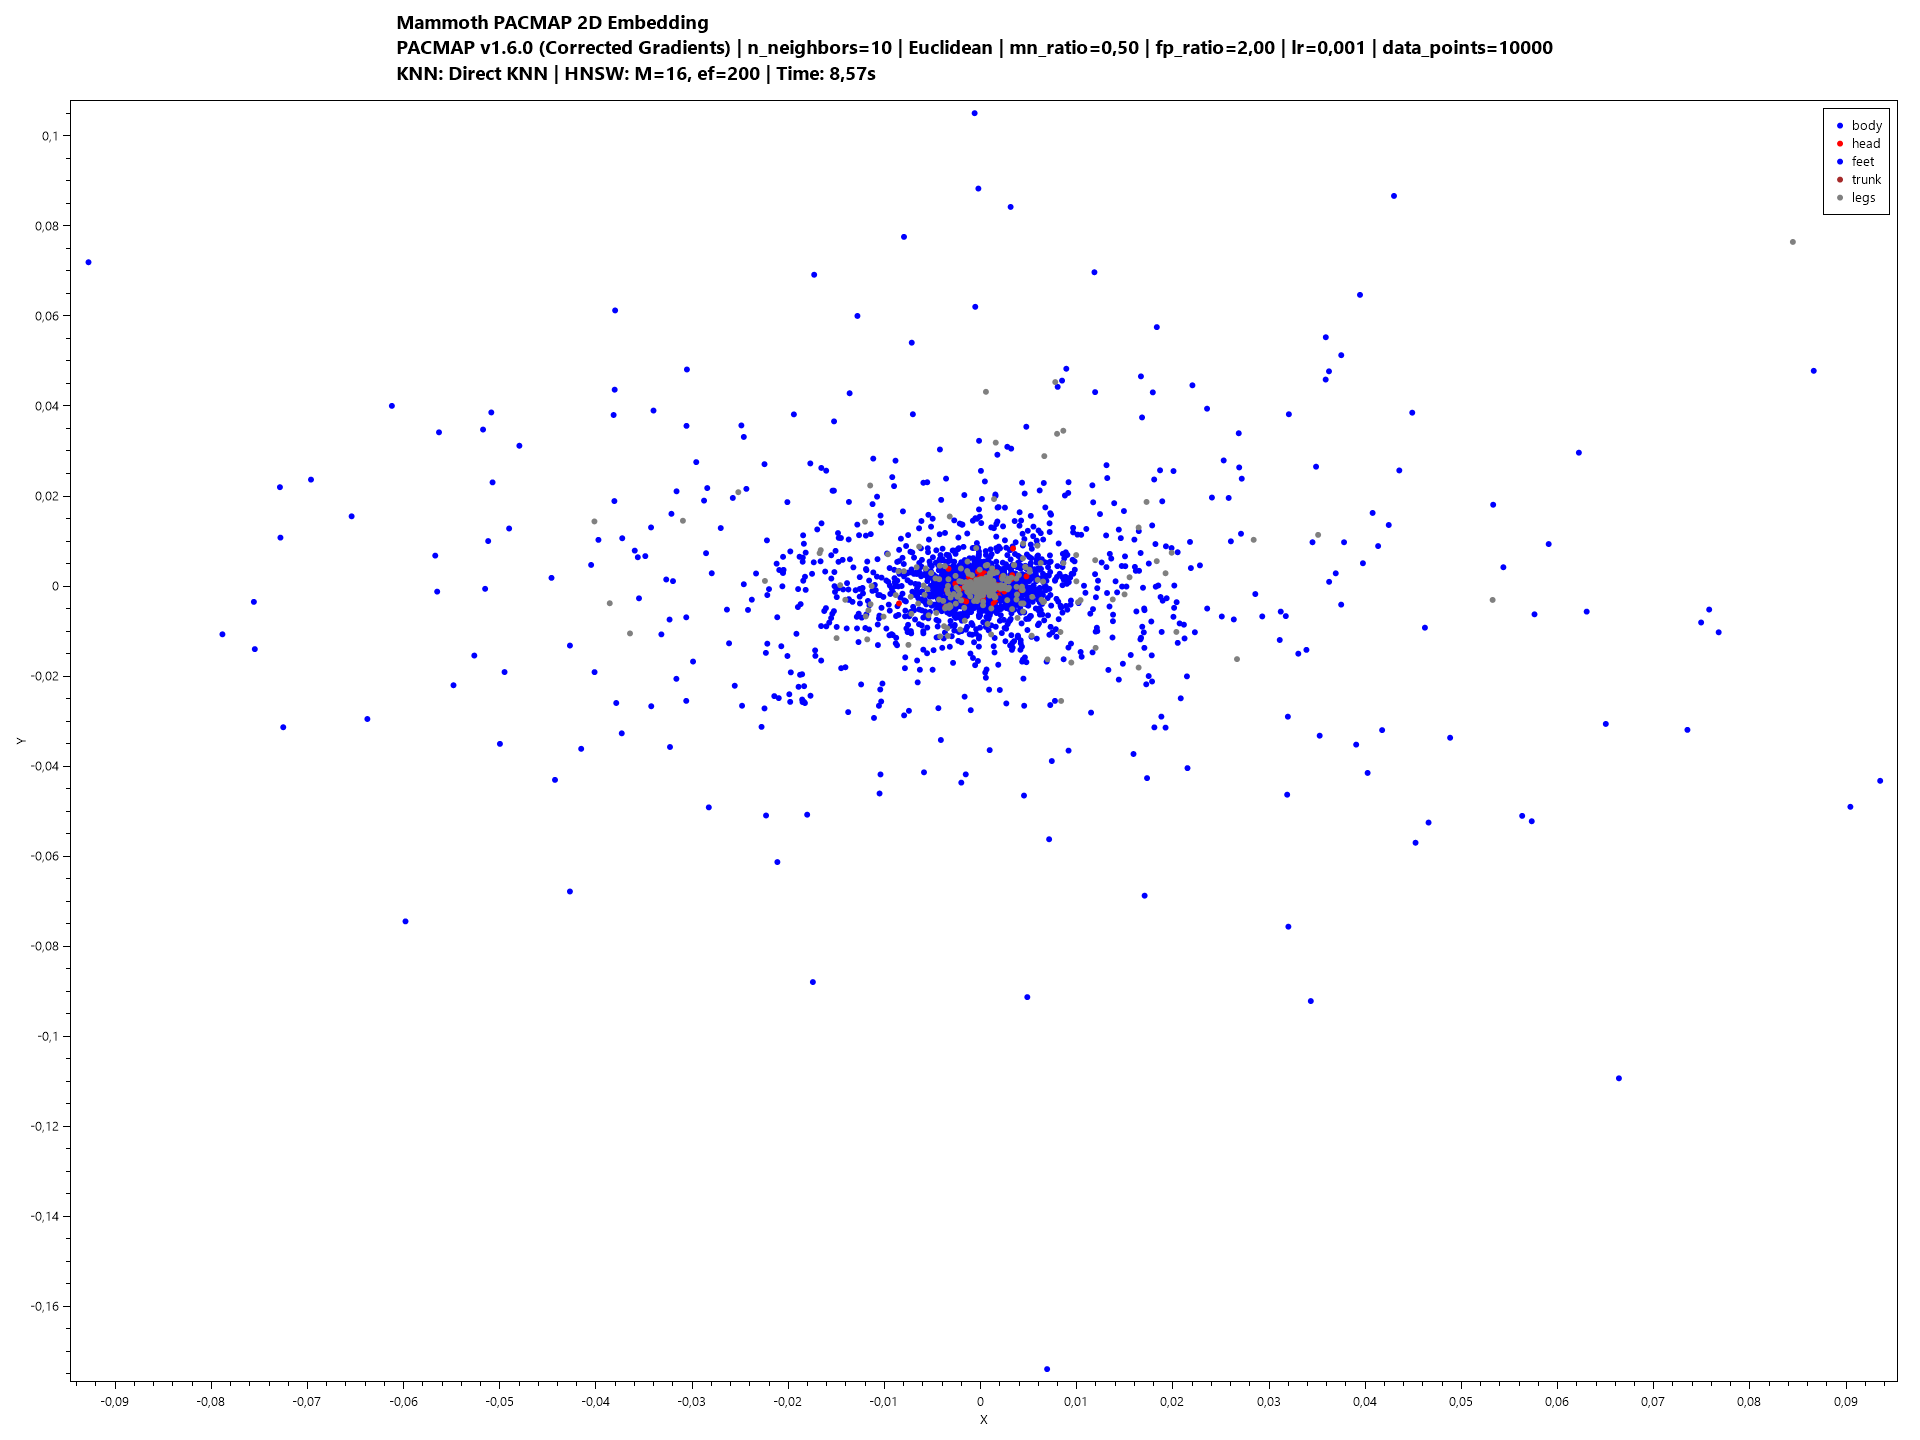 Mammoth PACMAP 2D Embedding
PACMAP v1.6.0 (Corrected Gradients) | n_neighbors=10 | Euclidean | mn_ratio=0,50 | fp_ratio=2,00 | lr=0,001 | data_points=10000
KNN: Direct KNN | HNSW: M=16, ef=200 | Time: 8,57s
body
head
feet
trunk
legs
0,1
0,08
0,06
0,04
0,02
0
-0,02
-0,04
-0,06
-0,08
-0,1
-0,12
-0,14
-0,16
Y
-0,09 -0,08 -0,07 -0,06 -0,05 -0,04 -0,03 -0,02 -0,01 0 0,01 0,02 0,03 0,04 0,05 0,06 0,07 0,08 0,09
X